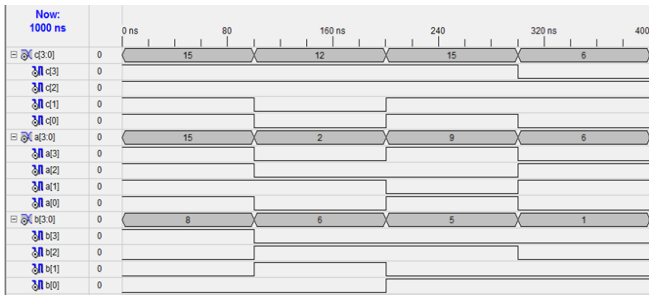 Now:
1000 ns
0 ns 80 160 ns 240 320 ns 400
c[3:0] 0 15 12 15 6
c[3] 0
c[2] 0
c[1] 0
c[0] 0
a[3:0] 0 15 2 9 6
a[3] 0
a[2] 0
a[1] 0
a[0] 0
b[3:0] 0 8 6 5 1
b[3] 0
b[2] 0
b[1] 0
b[0] 0